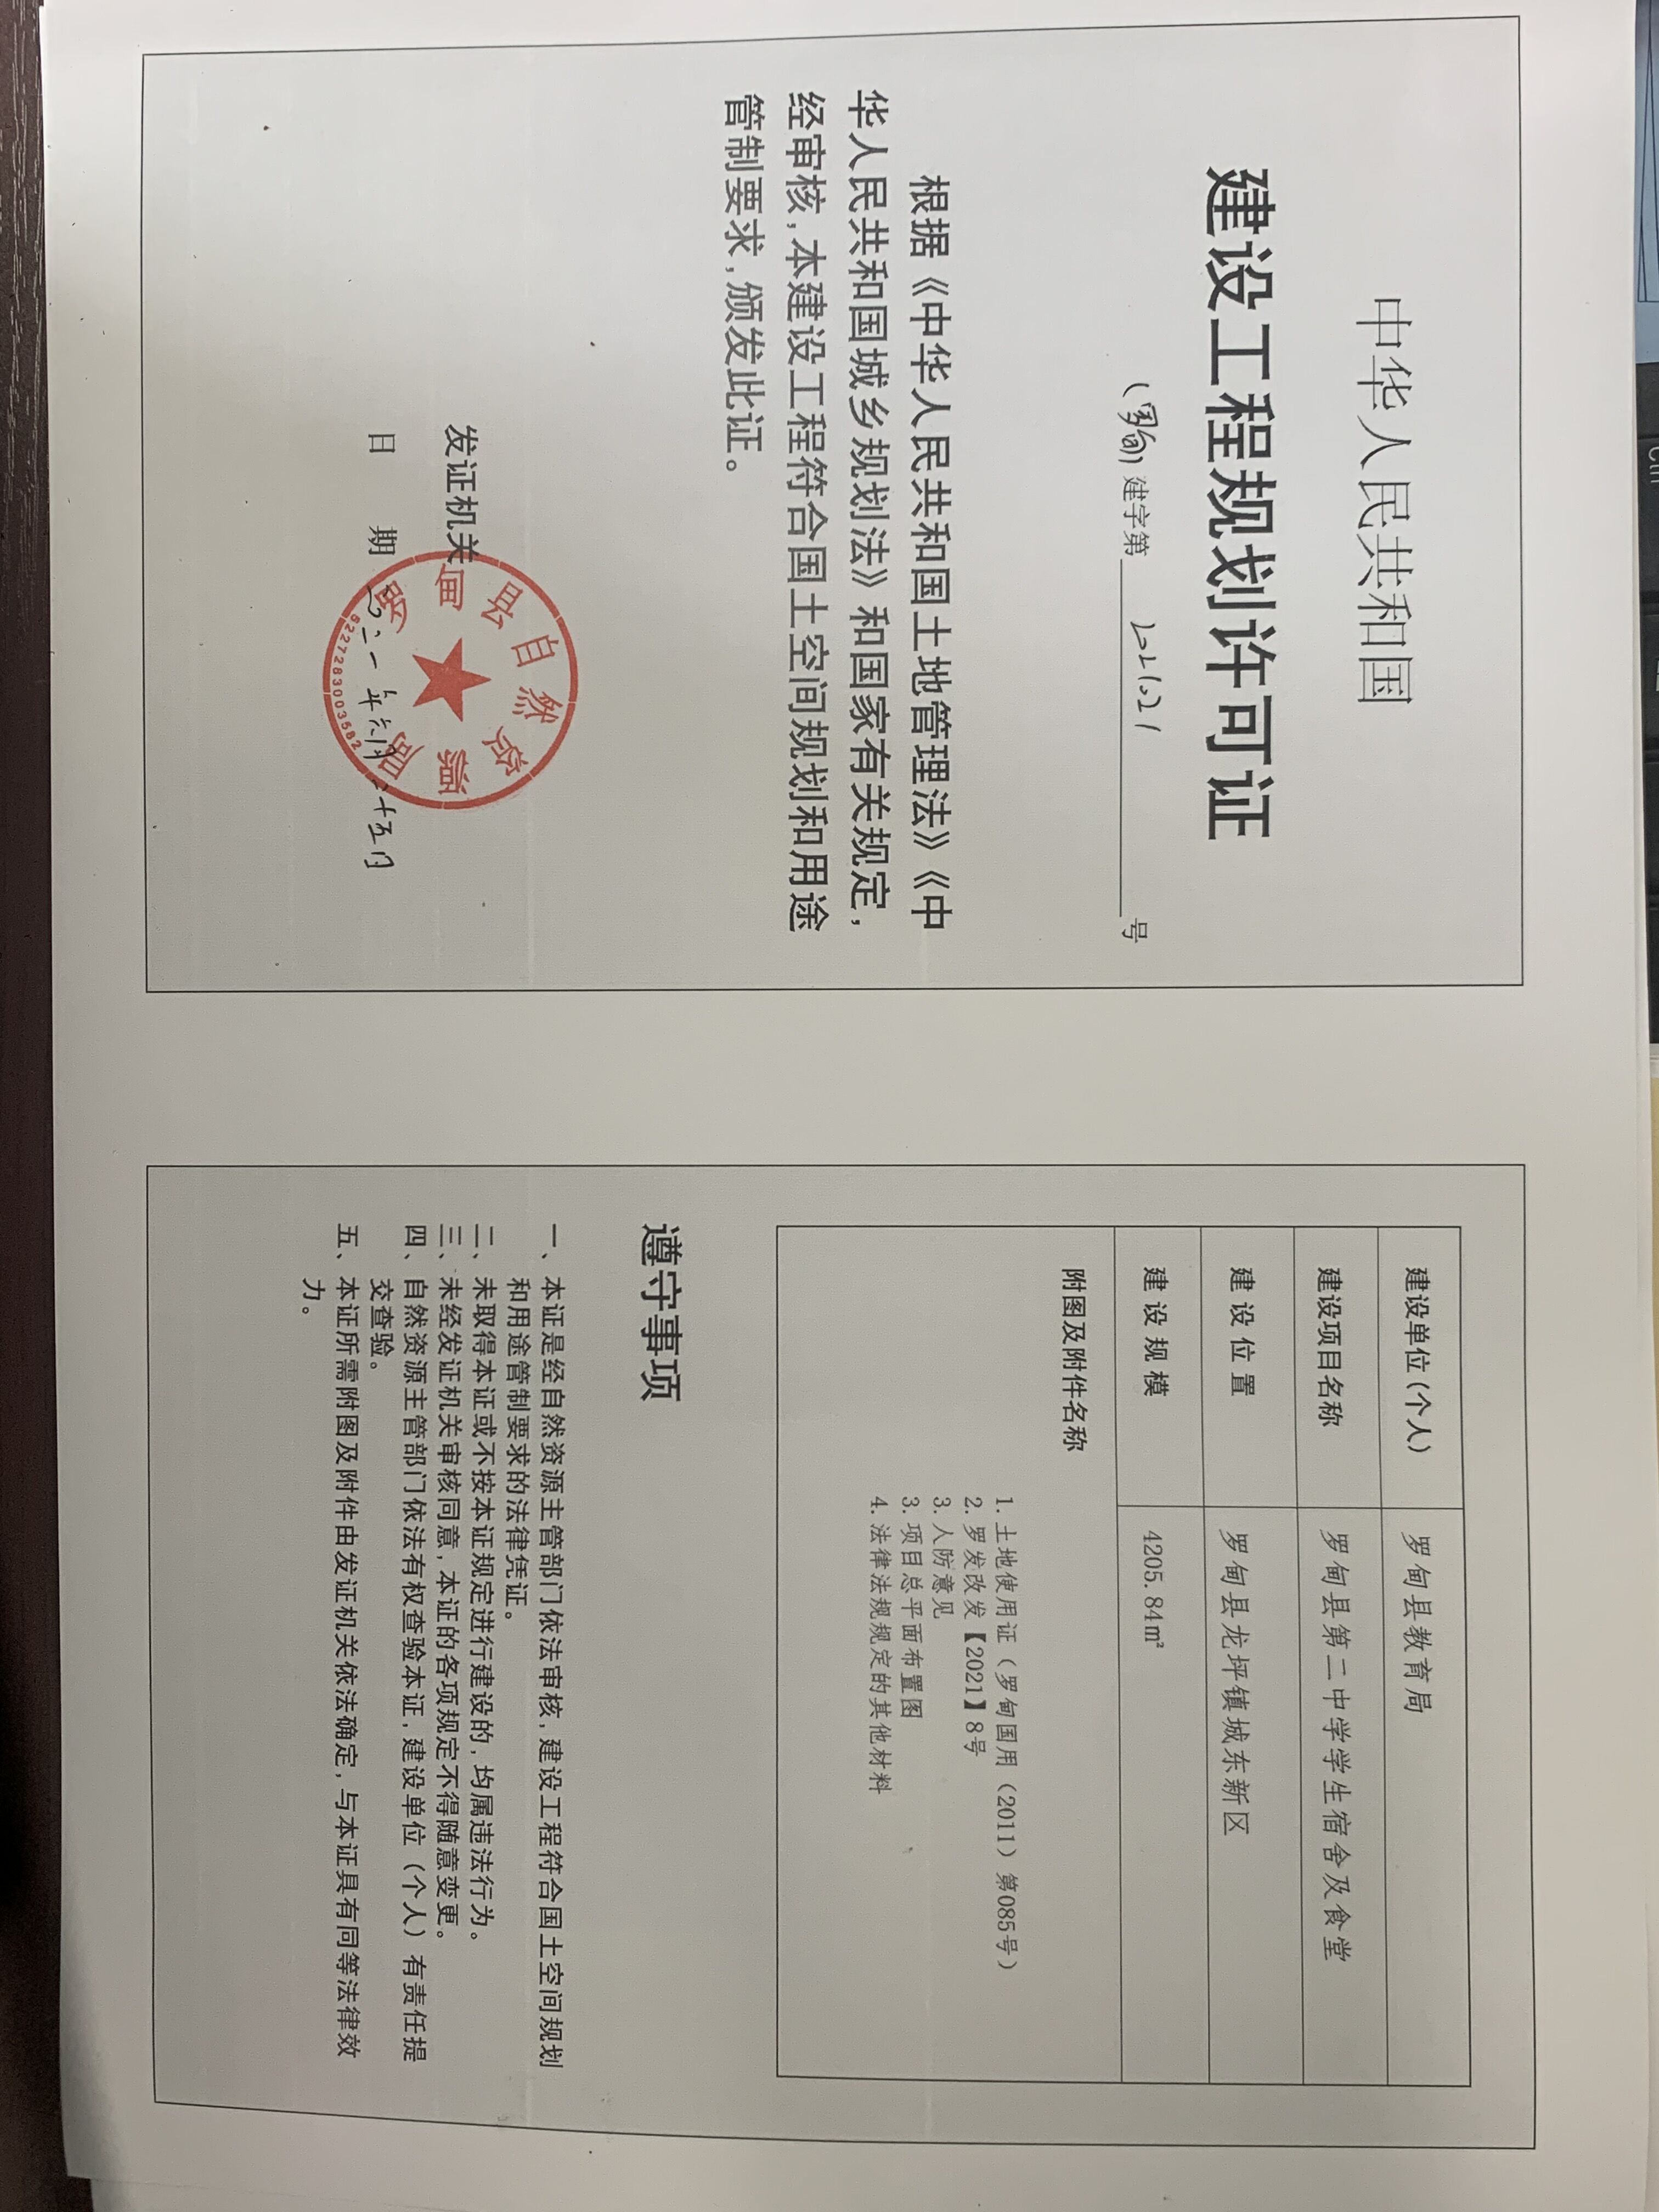 中华人民共和国
建设工程规划许可证
(罗甸)建字第 号
根据《中华人民共和国土地管理法》《中
华人民共和国城乡规划法》和国家有关规定,
经审核,本建设工程符合国土空间规划和用途
管制要求,颁发此证。
发证机关
罗甸县自然资源局
日 期
二十五日
建设单位(个人) 罗甸县教育局
建设项目名称 罗甸县第二中学学生宿舍及食堂
建设位置 罗甸县龙坪镇城东新区
建设规模 4205.84㎡
附图及附件名称
1.土地使用证(罗甸国用(2011)第085号)
2.罗发改发【2021】8号
3.人防意见
3.项目总平面布置图
4.法律法规规定的其他材料
遵守事项
一、本证是经自然资源主管部门依法审核,建设工程符合国土空间规划
和用途管制要求的法律凭证。
二、未取得本证或不按本证规定进行建设的,均属违法行为。
三、未经发证机关审核同意,本证的各项规定不得随意变更。
四、自然资源主管部门依法有权查验本证,建设单位(个人)有责任提
交查验。
五、本证所需附图及附件由发证机关依法确定,与本证具有同等法律效
力。